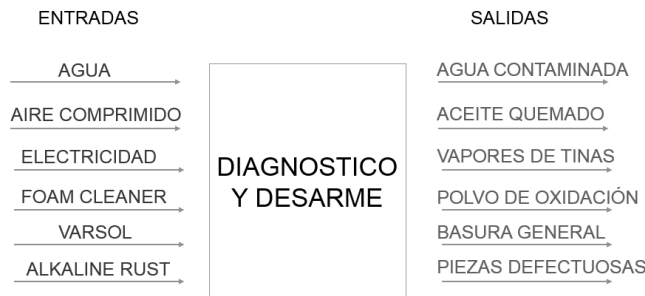 ENTRADAS
SALIDAS
AGUA
AIRE COMPRIMIDO
ELECTRICIDAD
FOAM CLEANER
VARSOL
ALKALINE RUST
DIAGNOSTICO
Y DESARME
AGUA CONTAMINADA
ACEITE QUEMADO
VAPORES DE TINAS
POLVO DE OXIDACIÓN
BASURA GENERAL
PIEZAS DEFECTUOSAS